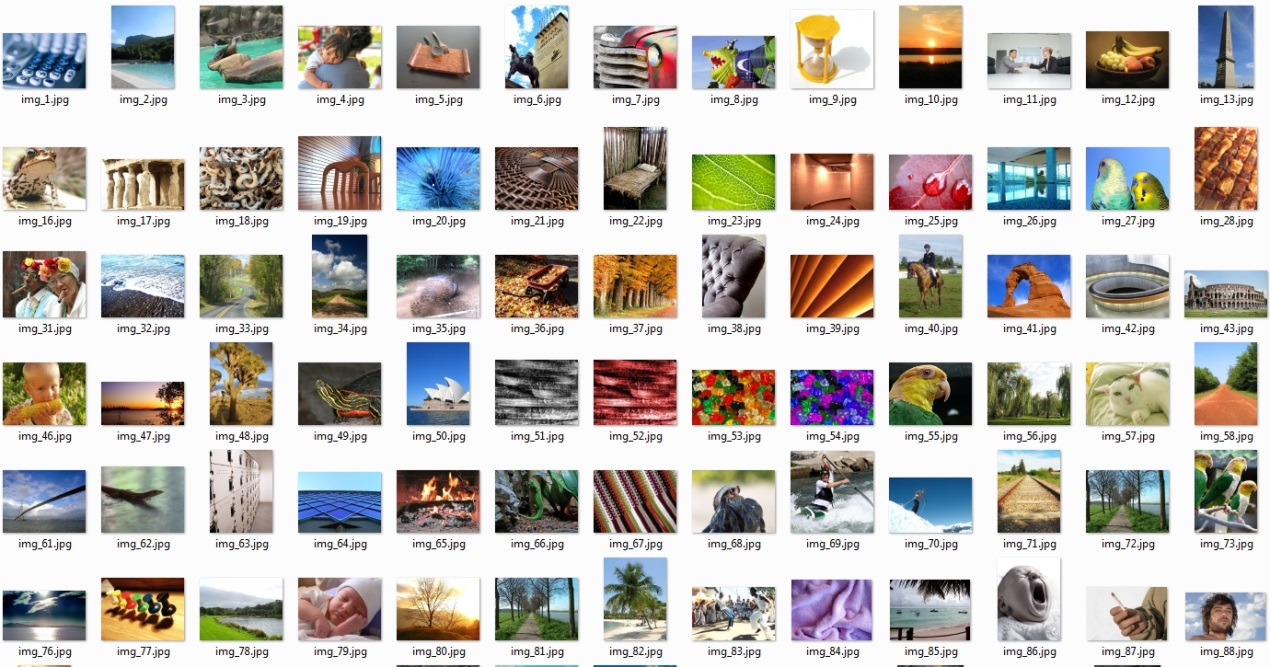 img_1.jpg img_2.jpg img_3.jpg img_4.jpg img_5.jpg img_6.jpg img_7.jpg img_8.jpg img_9.jpg img_10.jpg img_11.jpg img_12.jpg img_13.jpg
img_16.jpg img_17.jpg img_18.jpg img_19.jpg img_20.jpg img_21.jpg img_22.jpg img_23.jpg img_24.jpg img_25.jpg img_26.jpg img_27.jpg img_28.jpg
img_31.jpg img_32.jpg img_33.jpg img_34.jpg img_35.jpg img_36.jpg img_37.jpg img_38.jpg img_39.jpg img_40.jpg img_41.jpg img_42.jpg img_43.jpg
img_46.jpg img_47.jpg img_48.jpg img_49.jpg img_50.jpg img_51.jpg img_52.jpg img_53.jpg img_54.jpg img_55.jpg img_56.jpg img_57.jpg img_58.jpg
img_61.jpg img_62.jpg img_63.jpg img_64.jpg img_65.jpg img_66.jpg img_67.jpg img_68.jpg img_69.jpg img_70.jpg img_71.jpg img_72.jpg img_73.jpg
img_76.jpg img_77.jpg img_78.jpg img_79.jpg img_80.jpg img_81.jpg img_82.jpg img_83.jpg img_84.jpg img_85.jpg img_86.jpg img_87.jpg img_88.jpg